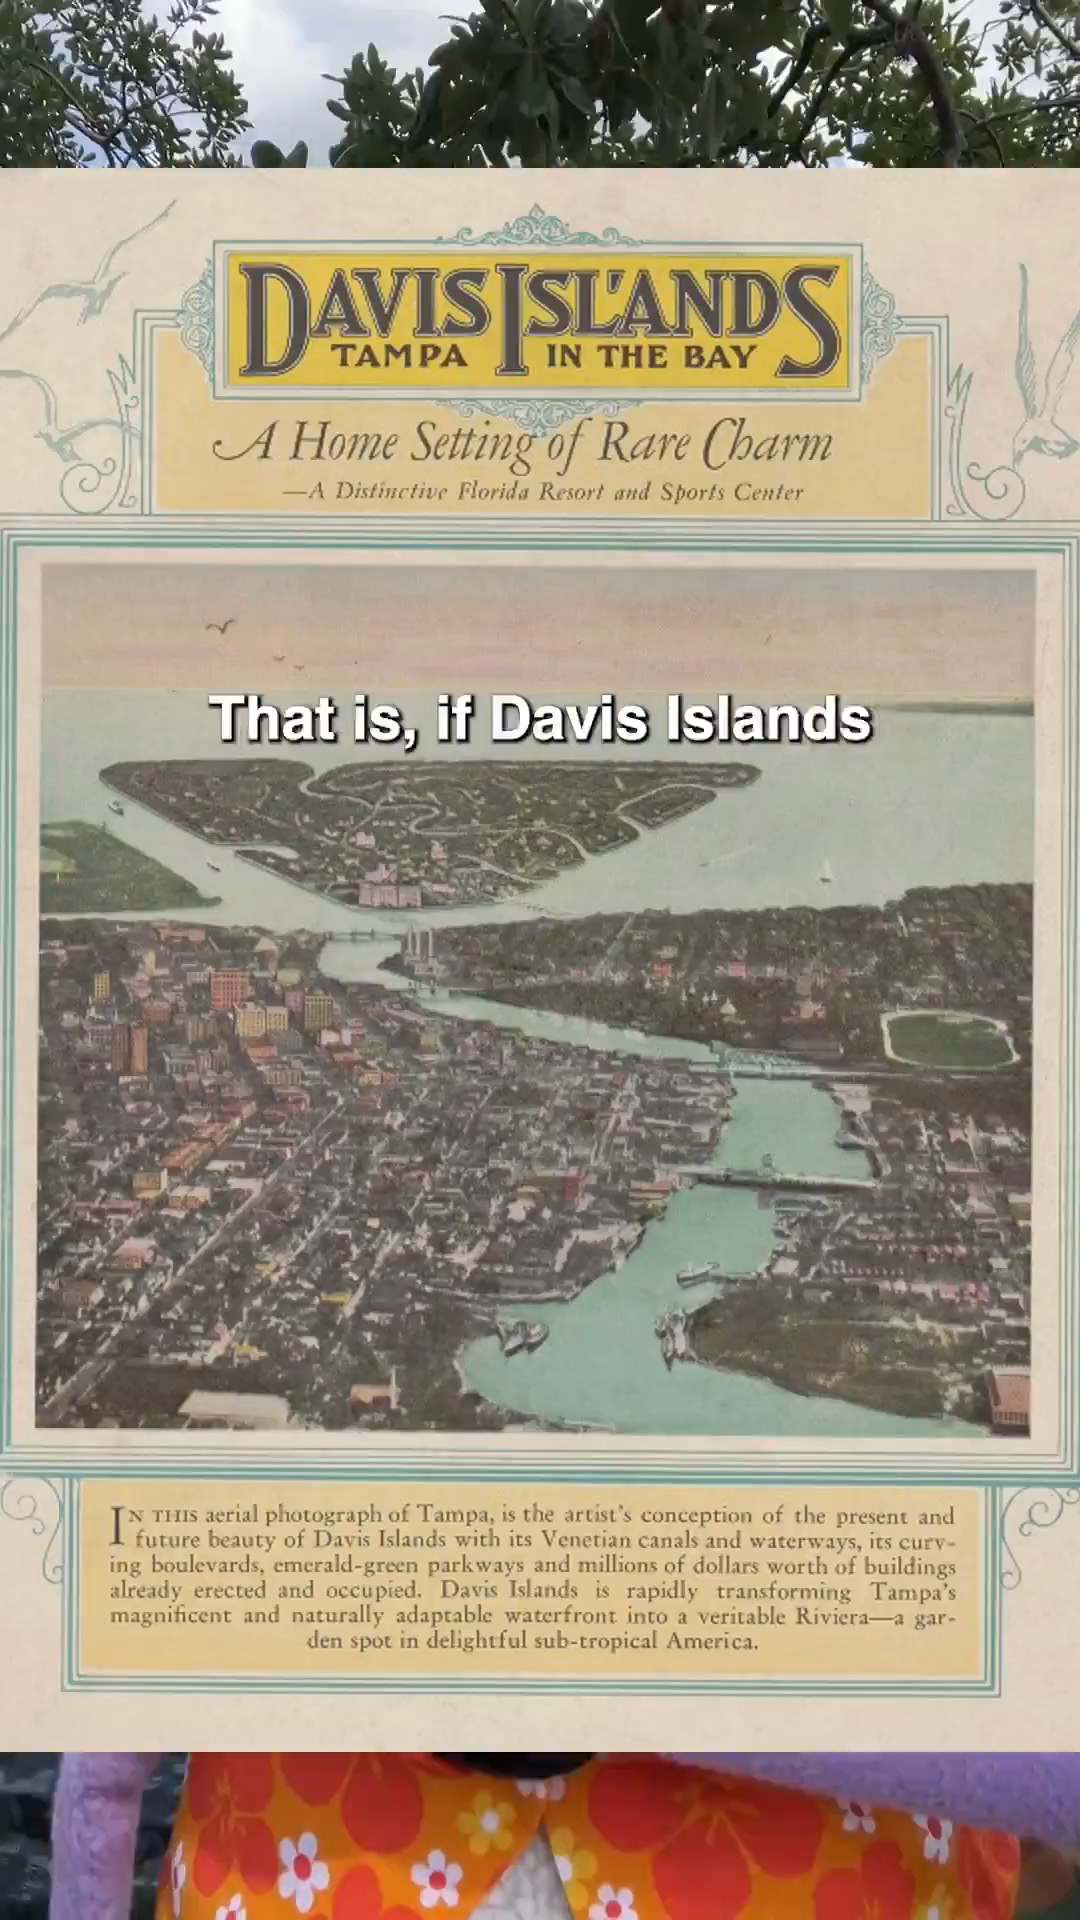 DAVIS ISLANDS
TAMPA IN THE BAY
A Home Setting of Rare Charm
—A Distinctive Florida Resort and Sports Center
That is, if Davis Islands
IN THIS aerial photograph of Tampa, is the artist's conception of the present and
future beauty of Davis Islands with its Venetian canals and waterways, its curv-
ing boulevards, emerald-green parkways and millions of dollars worth of buildings
already erected and occupied. Davis Islands is rapidly transforming Tampa's
magnificent and naturally adaptable waterfront into a veritable Riviera—a gar-
den spot in delightful sub-tropical America.